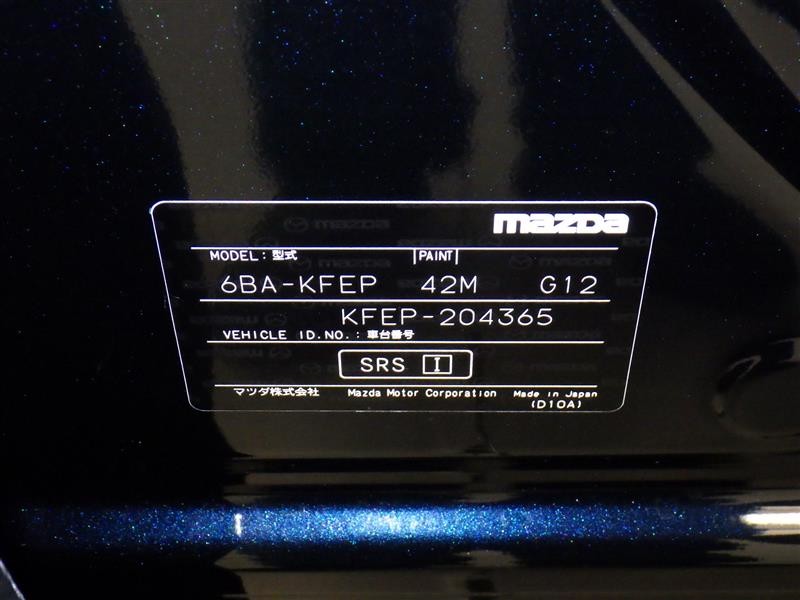 mazda
MODEL:型式 |PAINT|
6BA-KFEP 42M G12
KFEP-204365
VEHICLE ID.NO.:車台番号
SRS I
マツダ株式会社 Mazda Motor Corporation Made in Japan
(D10A)